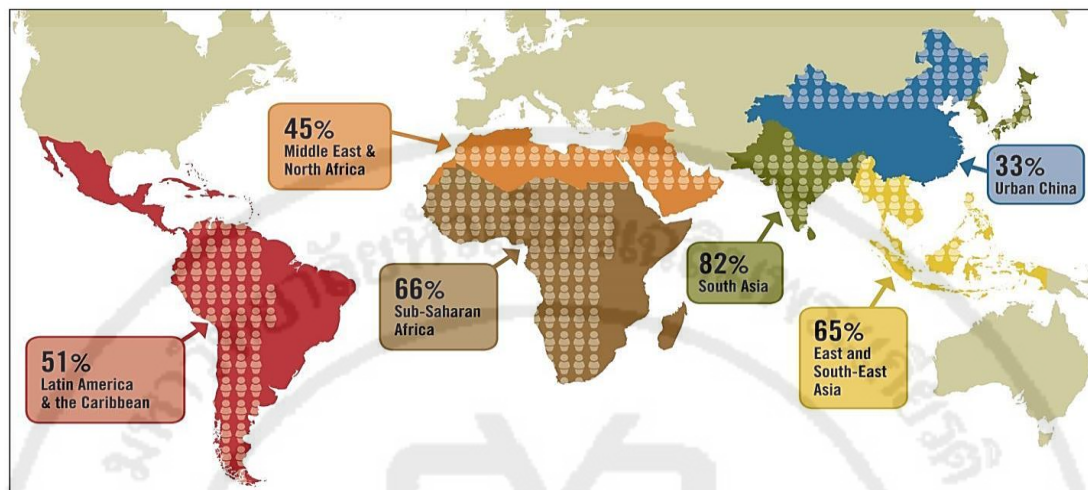 45%
Middle East &
North Africa
33%
Urban China
82%
South Asia
66%
Sub-Saharan
Africa
65%
East and
South-East
Asia
51%
Latin America
& the Caribbean